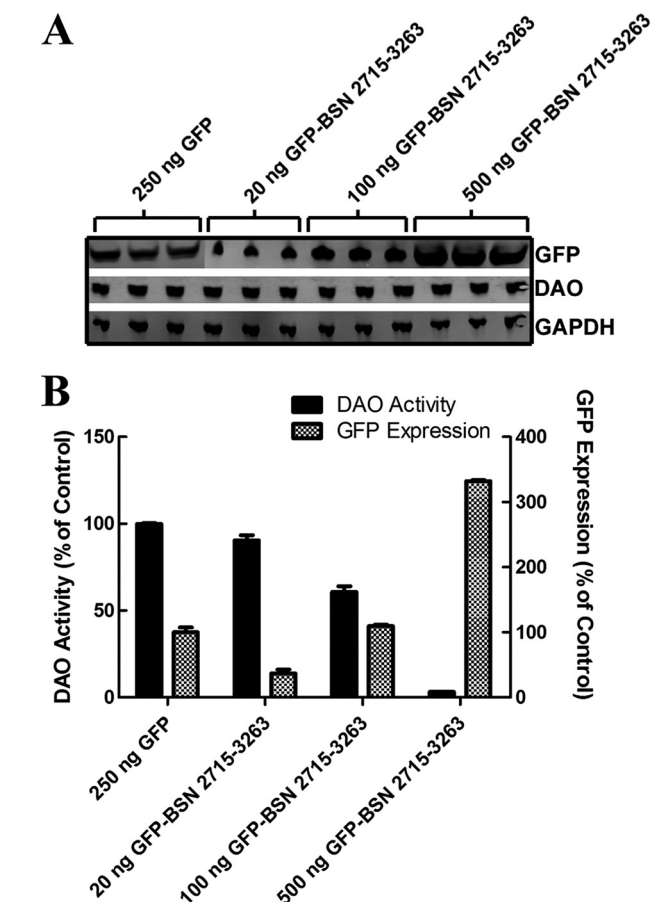 A
250 ng GFP
20 ng GFP-BSN 2715-3263
100 ng GFP-BSN 2715-3263
500 ng GFP-BSN 2715-3263
GFP
DAO
GAPDH
B
DAO Activity
GFP Expression
DAO Activity (% of Control)
150
100
50
0
GFP Expression (% of Control)
400
300
200
100
0
250 ng GFP
20 ng GFP-BSN 2715-3263
100 ng GFP-BSN 2715-3263
500 ng GFP-BSN 2715-3263